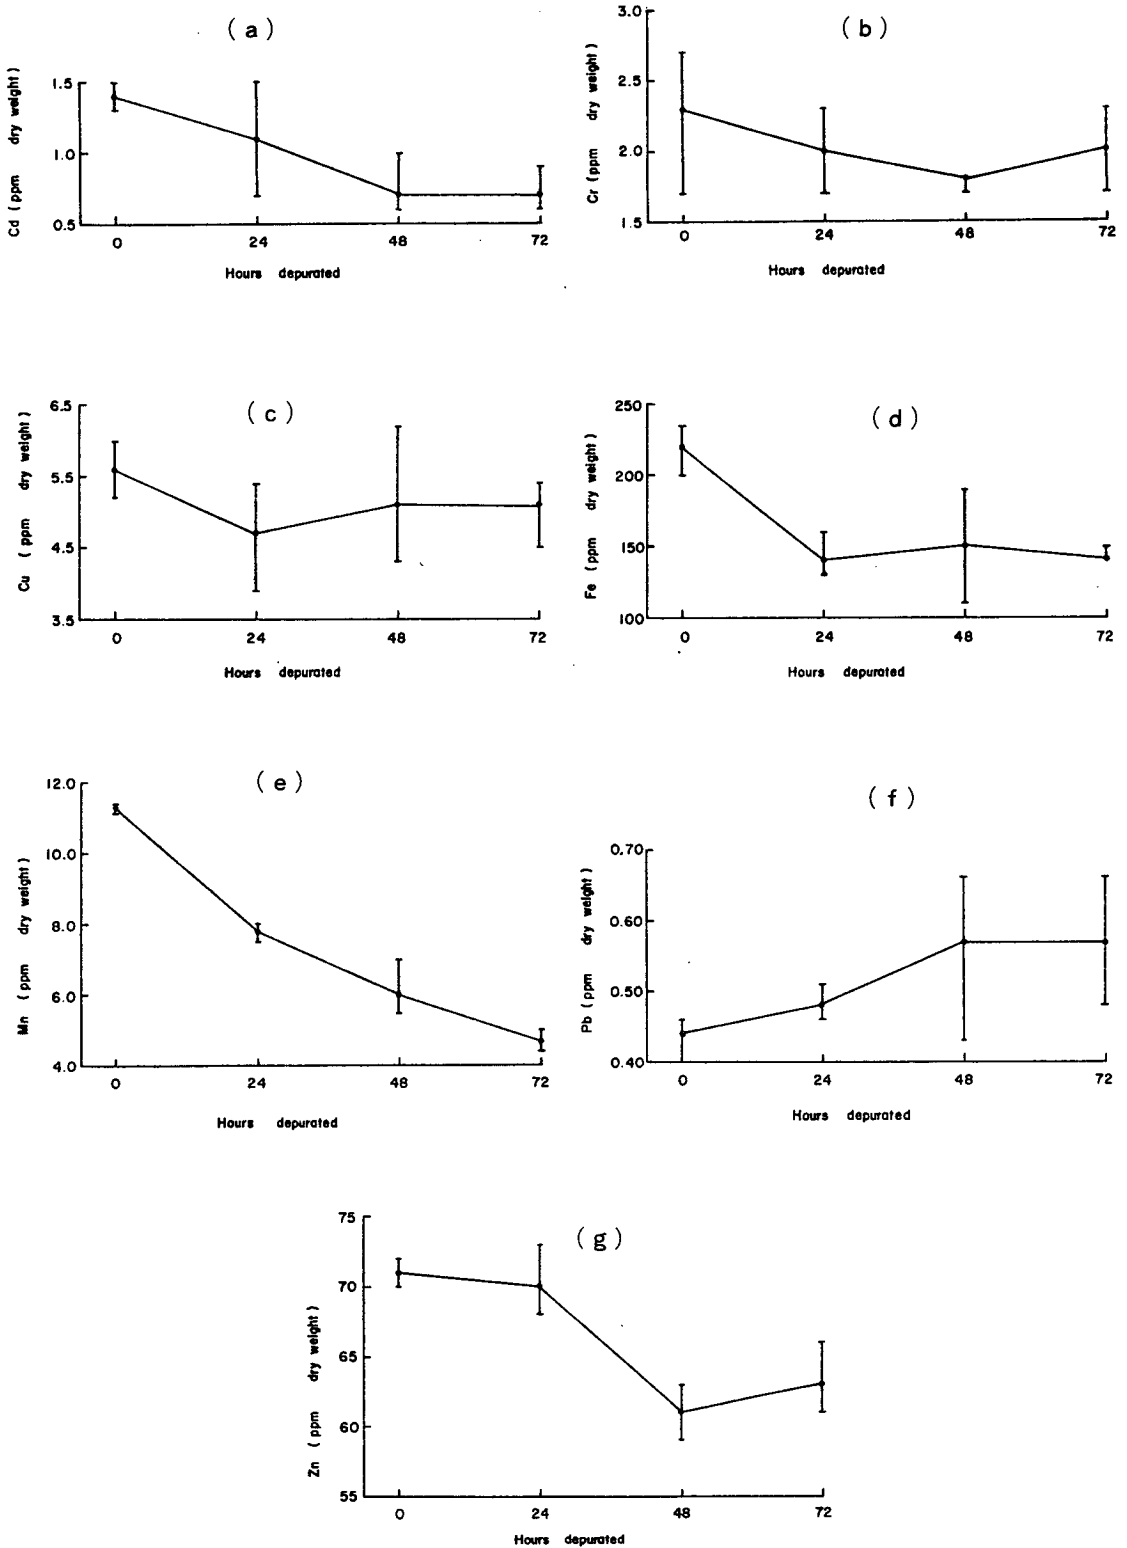 ( a )
Cd ( ppm dry weight )
1.5
1.0
0.5
0 24 48 72
Hours depurated
( b )
Cr ( ppm dry weight )
3.0
2.5
2.0
1.5
0 24 48 72
Hours depurated
( c )
Cu ( ppm dry weight )
6.5
5.5
4.5
3.5
0 24 48 72
Hours depurated
( d )
Fe ( ppm dry weight )
250
200
150
100
0 24 48 72
Hours depurated
( e )
Mn ( ppm dry weight )
12.0
10.0
8.0
6.0
4.0
0 24 48 72
Hours depurated
( f )
Pb ( ppm dry weight )
0.70
0.60
0.50
0.40
0 24 48 72
Hours depurated
( g )
Zn ( ppm dry weight )
75
70
65
60
55
0 24 48 72
Hours depurated